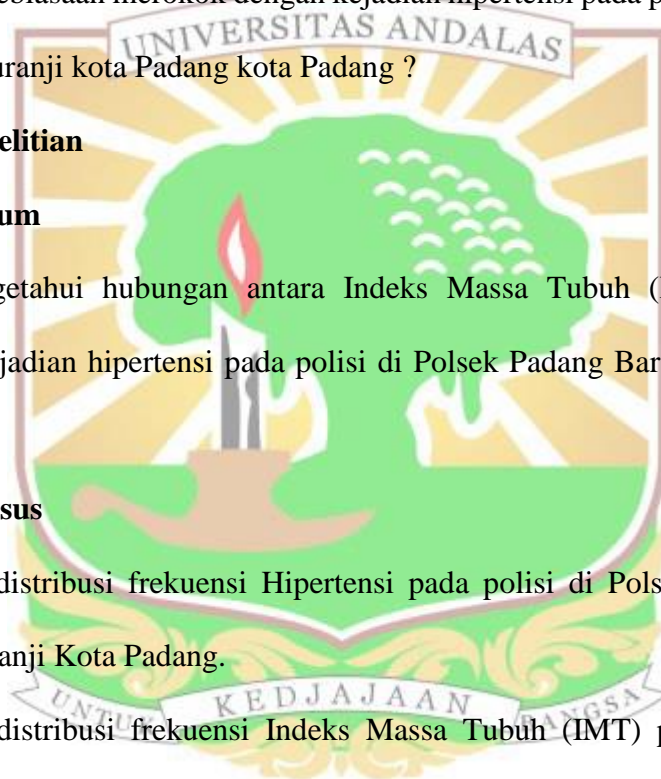 kebiasaan merokok dengan kejadian hipertensi pada p
UNIVERSITAS ANDALAS
uranji kota Padang kota Padang ?
elitian
um
getahui hubungan antara Indeks Massa Tubuh (
jadian hipertensi pada polisi di Polsek Padang Bar
sus
distribusi frekuensi Hipertensi pada polisi di Pols
anji Kota Padang.
UNTUK KEDJAJAAN BANGSA
distribusi frekuensi Indeks Massa Tubuh (IMT) p